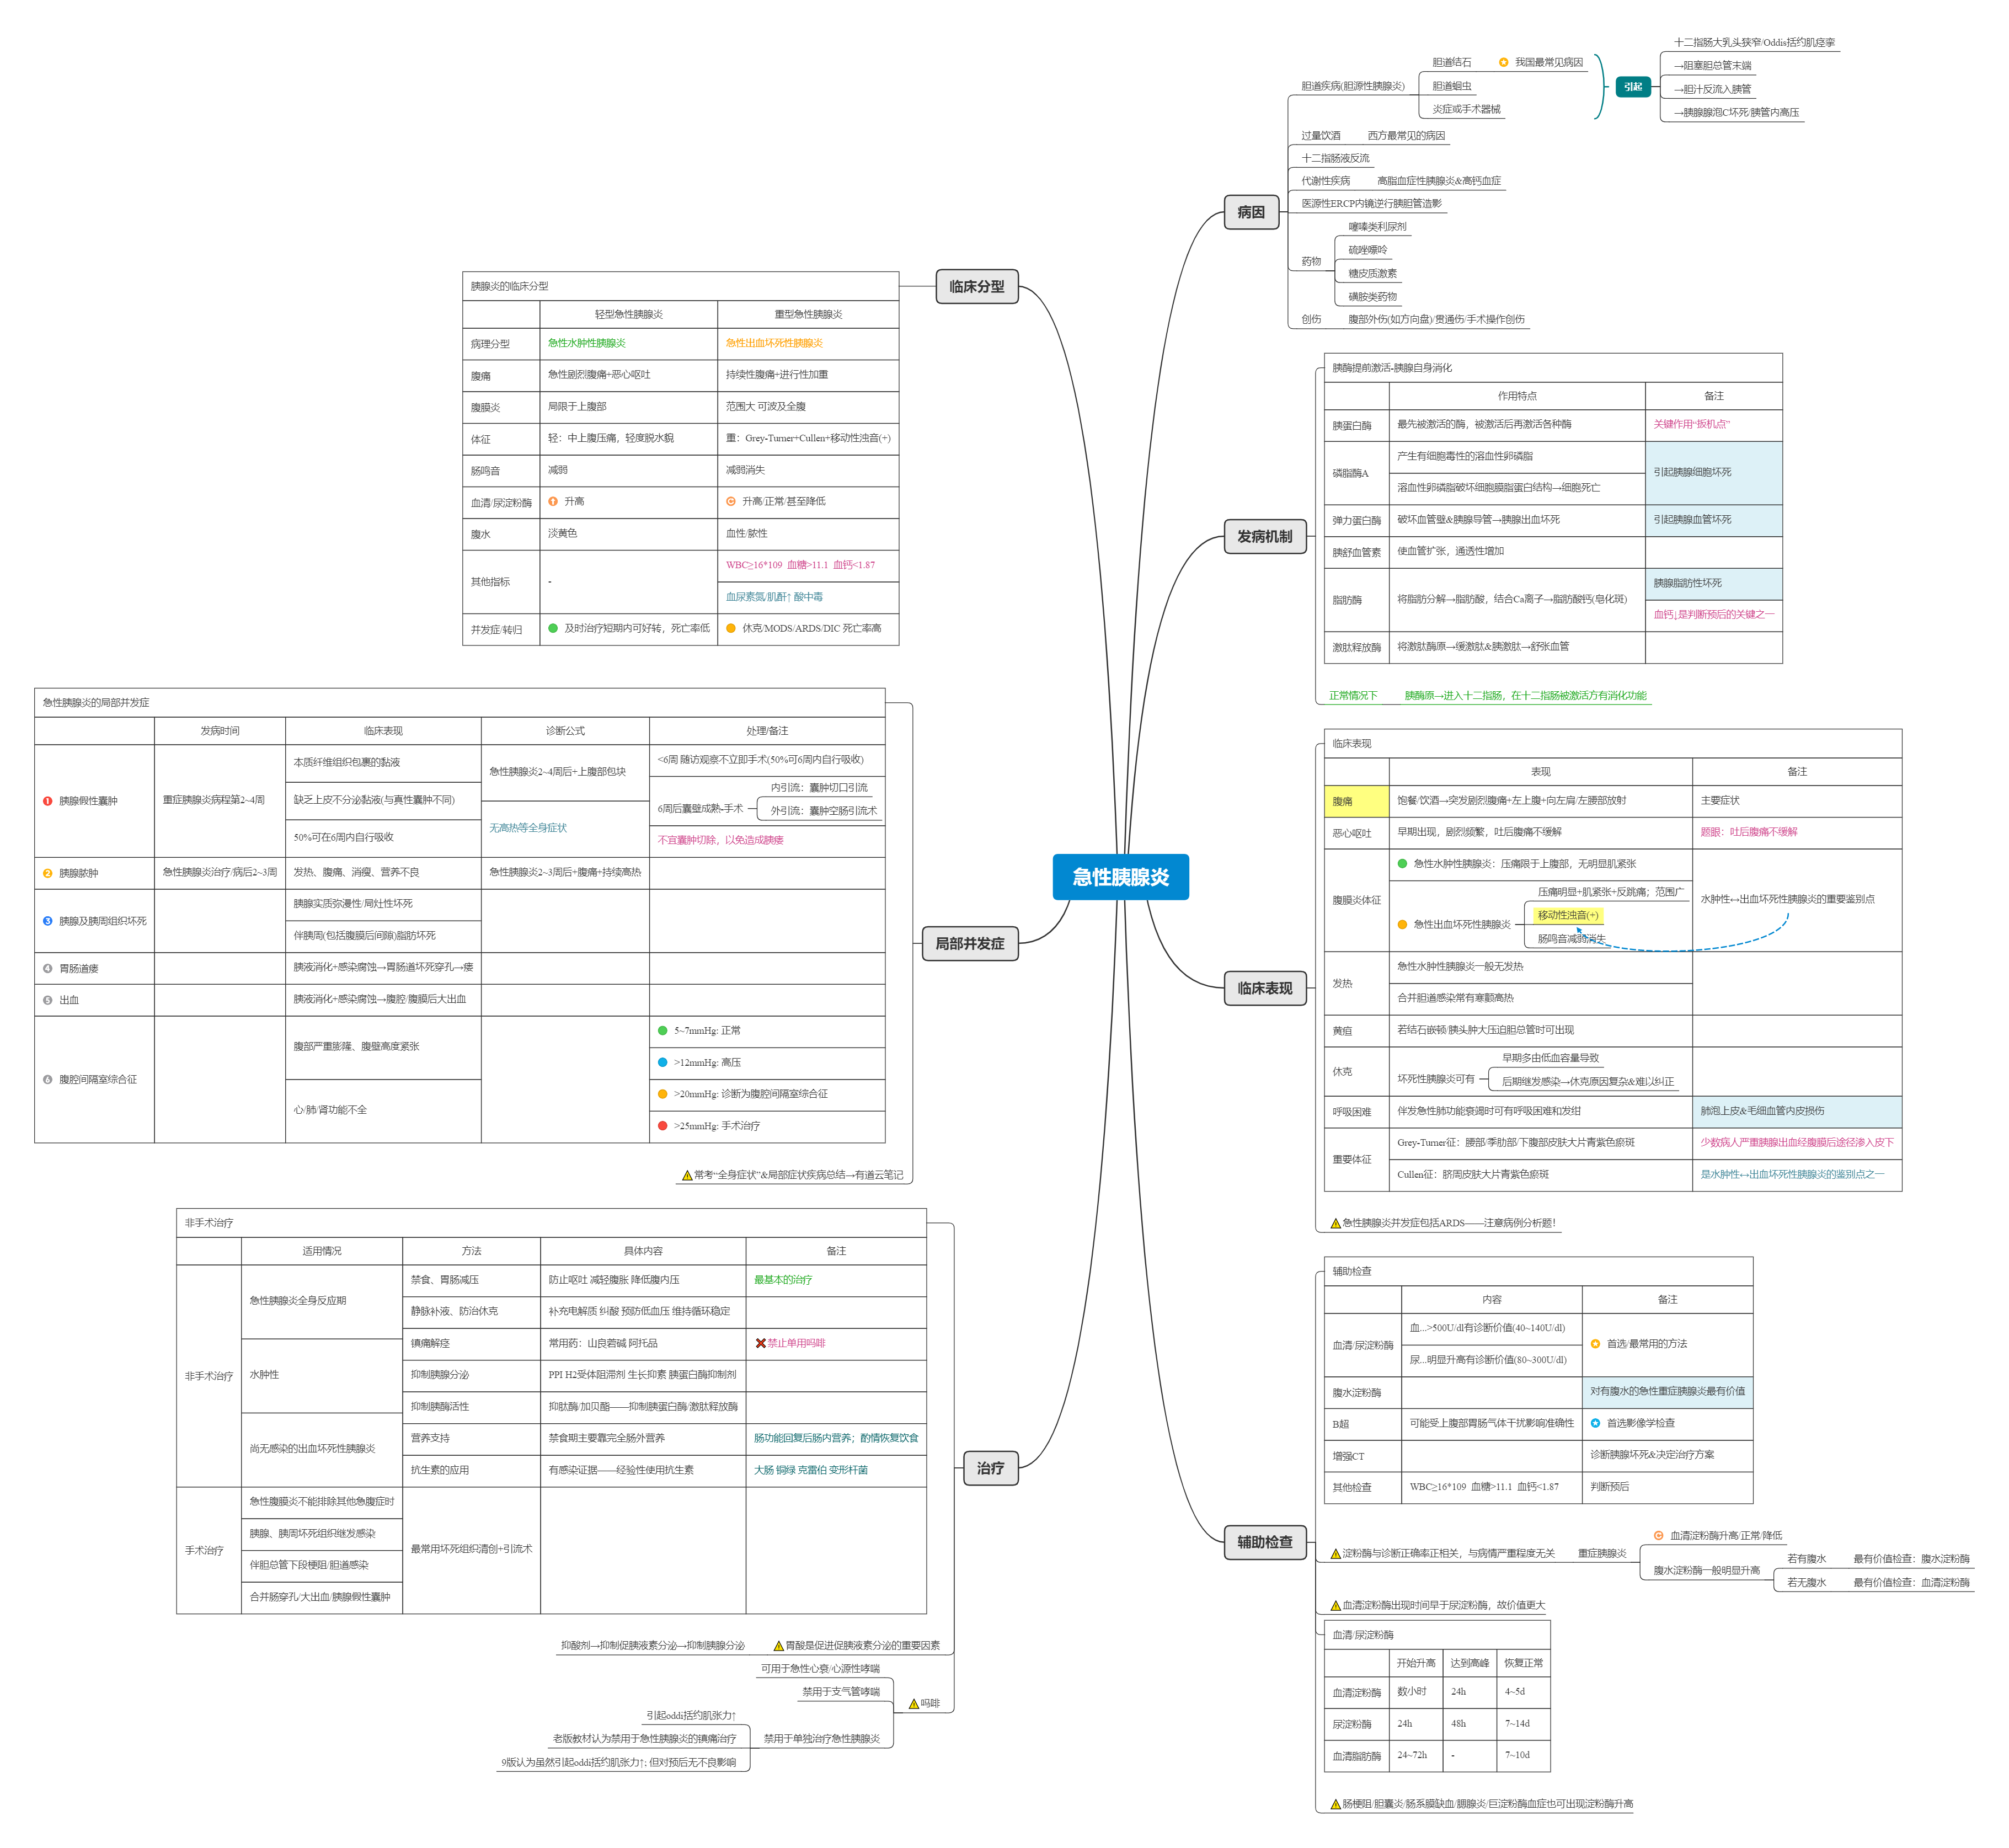 急性胰腺炎
病因
胆道疾病(胆源性胰腺炎)
胆道结石
我国最常见病因
胆道蛔虫
炎症或手术器械
引起
十二指肠大乳头狭窄/Oddis括约肌痉挛
→阻塞胆总管末端
→胆汁反流入胰管
→胰腺腺泡C坏死/胰管内高压
过量饮酒
西方最常见的病因
十二指肠液反流
代谢性疾病
高脂血症性胰腺炎&高钙血症
医源性ERCP内镜逆行胰胆管造影
药物
噻嗪类利尿剂
硫唑嘌呤
糖皮质激素
磺胺类药物
创伤
腹部外伤(如方向盘)/贯通伤/手术操作创伤
发病机制
胰酶提前激活-胰腺自身消化
作用特点
备注
胰蛋白酶
最先被激活的酶，被激活后再激活各种酶
关键作用“扳机点”
磷脂酶A
产生有细胞毒性的溶血性卵磷脂
溶血性卵磷脂破坏细胞膜脂蛋白结构→细胞死亡
引起胰腺细胞坏死
弹力蛋白酶
破坏血管壁&胰腺导管→胰腺出血坏死
引起胰腺血管坏死
胰舒血管素
使血管扩张，通透性增加
脂肪酶
将脂肪分解→脂肪酸，结合Ca离子→脂肪酸钙(皂化斑)
胰腺脂肪性坏死
血钙↓是判断预后的关键之一
激肽释放酶
将激肽酶原→缓激肽&胰激肽→舒张血管
正常情况下
胰酶原→进入十二指肠，在十二指肠被激活方有消化功能
临床表现
临床表现
表现
备注
腹痛
饱餐/饮酒→突发剧烈腹痛+左上腹+向左肩/左腰部放射
主要症状
恶心呕吐
早期出现，剧烈频繁，吐后腹痛不缓解
题眼：吐后腹痛不缓解
腹膜炎体征
急性水肿性胰腺炎：压痛限于上腹部，无明显肌紧张
急性出血坏死性胰腺炎
压痛明显+肌紧张+反跳痛；范围广
移动性浊音(+)
肠鸣音减弱消失
水肿性↔出血坏死性胰腺炎的重要鉴别点
发热
急性水肿性胰腺炎一般无发热
合并胆道感染常有寒颤高热
黄疸
若结石嵌顿/胰头肿大压迫胆总管时可出现
休克
坏死性胰腺炎可有
早期多由低血容量导致
后期继发感染→休克原因复杂&难以纠正
呼吸困难
伴发急性肺功能衰竭时可有呼吸困难和发绀
肺泡上皮&毛细血管内皮损伤
重要体征
Grey-Turner征：腰部/季肋部/下腹部皮肤大片青紫色瘀斑
少数病人严重胰腺出血经腹膜后途径渗入皮下
Cullen征：脐周皮肤大片青紫色瘀斑
是水肿性↔出血坏死性胰腺炎的鉴别点之一
急性胰腺炎并发症包括ARDS——注意病例分析题！
辅助检查
辅助检查
内容
备注
血清/尿淀粉酶
血...>500U/dl有诊断价值(40~140U/dl)
尿...明显升高有诊断价值(80~300U/dl)
首选/最常用的方法
腹水淀粉酶
对有腹水的急性重症胰腺炎最有价值
B超
可能受上腹部胃肠气体干扰影响准确性
首选影像学检查
增强CT
诊断胰腺坏死&决定治疗方案
其他检查
WBC≥16*109 血糖>11.1 血钙<1.87
判断预后
淀粉酶与诊断正确率正相关，与病情严重程度无关
重症胰腺炎
血清淀粉酶升高/正常/降低
腹水淀粉酶一般明显升高
若有腹水
最有价值检查：腹水淀粉酶
若无腹水
最有价值检查：血清淀粉酶
血清淀粉酶出现时间早于尿淀粉酶，故价值更大
血清/尿淀粉酶
开始升高
达到高峰
恢复正常
血清淀粉酶
数小时
24h
4~5d
尿淀粉酶
24h
48h
7~14d
血清脂肪酶
24~72h
-
7~10d
肠梗阻/胆囊炎/肠系膜缺血/腮腺炎/巨淀粉酶血症也可出现淀粉酶升高
临床分型
胰腺炎的临床分型
轻型急性胰腺炎
重型急性胰腺炎
病理分型
急性水肿性胰腺炎
急性出血坏死性胰腺炎
腹痛
急性剧烈腹痛+恶心呕吐
持续性腹痛+进行性加重
腹膜炎
局限于上腹部
范围大 可波及全腹
体征
轻：中上腹压痛，轻度脱水貌
重：Grey-Turner+Cullen+移动性浊音(+)
肠鸣音
减弱
减弱消失
血清/尿淀粉酶
升高
升高/正常/甚至降低
腹水
淡黄色
血性/脓性
其他指标
-
WBC≥16*109 血糖>11.1 血钙<1.87
血尿素氮/肌酐↑ 酸中毒
并发症/转归
及时治疗短期内可好转，死亡率低
休克/MODS/ARDS/DIC 死亡率高
局部并发症
急性胰腺炎的局部并发症
发病时间
临床表现
诊断公式
处理/备注
1 胰腺假性囊肿
重症胰腺炎病程第2~4周
本质纤维组织包裹的黏液
缺乏上皮不分泌黏液(与真性囊肿不同)
50%可在6周内自行吸收
急性胰腺炎2~4周后+上腹部包块
无高热等全身症状
<6周 随访观察不立即手术(50%可6周内自行吸收)
6周后囊壁成熟-手术
内引流：囊肿切口引流
外引流：囊肿空肠引流术
不宜囊肿切除，以免造成胰瘘
2 胰腺脓肿
急性胰腺炎治疗/病后2~3周
发热、腹痛、消瘦、营养不良
急性胰腺炎2~3周后+腹痛+持续高热
3 胰腺及胰周组织坏死
胰腺实质弥漫性/局灶性坏死
伴胰周(包括腹膜后间隙)脂肪坏死
4 胃肠道瘘
胰液消化+感染腐蚀→胃肠道坏死穿孔→瘘
5 出血
胰液消化+感染腐蚀→腹腔/腹膜后大出血
6 腹腔间隔室综合征
腹部严重膨隆、腹壁高度紧张
心/肺/肾功能不全
5~7mmHg: 正常
>12mmHg: 高压
>20mmHg: 诊断为腹腔间隔室综合征
>25mmHg: 手术治疗
常考“全身症状”&局部症状疾病总结→有道云笔记
治疗
非手术治疗
适用情况
方法
具体内容
备注
非手术治疗
急性胰腺炎全身反应期
水肿性
尚无感染的出血坏死性胰腺炎
禁食、胃肠减压
防止呕吐 减轻腹胀 降低腹内压
最基本的治疗
静脉补液、防治休克
补充电解质 纠酸 预防低血压 维持循环稳定
镇痛解痉
常用药：山良菪碱 阿托品
禁止单用吗啡
抑制胰腺分泌
PPI H2受体阻滞剂 生长抑素 胰蛋白酶抑制剂
抑制胰酶活性
抑肽酶/加贝酯——抑制胰蛋白酶/激肽释放酶
营养支持
禁食期主要靠完全肠外营养
肠功能回复后肠内营养；酌情恢复饮食
抗生素的应用
有感染证据——经验性使用抗生素
大肠 铜绿 克雷伯 变形杆菌
手术治疗
急性腹膜炎不能排除其他急腹症时
胰腺、胰周坏死组织继发感染
伴胆总管下段梗阻/胆道感染
合并肠穿孔/大出血/胰腺假性囊肿
最常用坏死组织清创+引流术
胃酸是促进促胰液素分泌的重要因素
抑酸剂→抑制促胰液素分泌→抑制胰腺分泌
吗啡
可用于急性心衰/心源性哮喘
禁用于支气管哮喘
禁用于单独治疗急性胰腺炎
引起oddi括约肌张力↑
老版教材认为禁用于急性胰腺炎的镇痛治疗
9版认为虽然引起oddi括约肌张力↑; 但对预后无不良影响